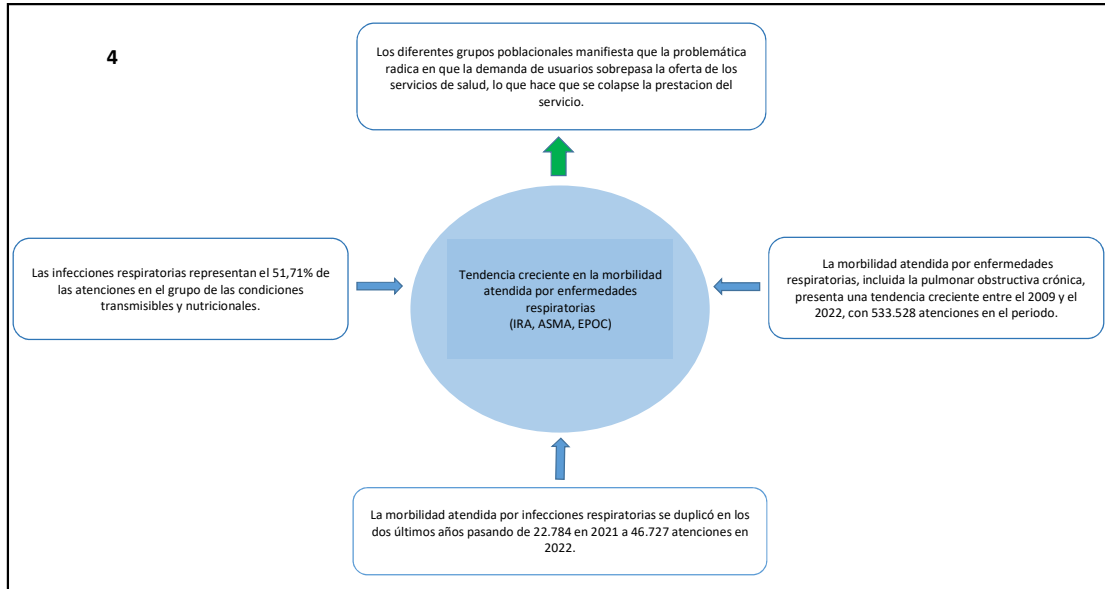 4
Los diferentes grupos poblacionales manifiesta que la problemática
radica en que la demanda de usuarios sobrepasa la oferta de los
servicios de salud, lo que hace que se colapse la prestacion del
servicio.
Las infecciones respiratorias representan el 51,71% de
las atenciones en el grupo de las condiciones
transmisibles y nutricionales.
Tendencia creciente en la morbilidad
atendida por enfermedades
respiratorias
(IRA, ASMA, EPOC)
La morbilidad atendida por enfermedades
respiratorias, incluida la pulmonar obstructiva crónica,
presenta una tendencia creciente entre el 2009 y el
2022, con 533.528 atenciones en el periodo.
La morbilidad atendida por infecciones respiratorias se duplicó en los
dos últimos años pasando de 22.784 en 2021 a 46.727 atenciones en
2022.